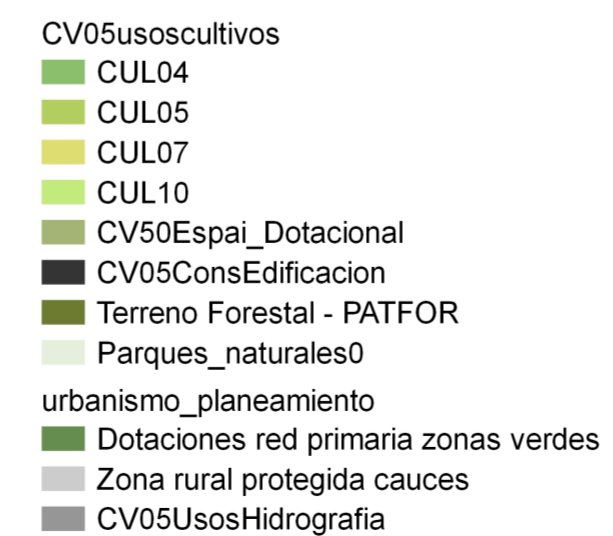 CV05usoscultivos
CUL04
CUL05
CUL07
CUL10
CV50Espai_Dotacional
CV05ConsEdificacion
Terreno Forestal - PATFOR
Parques_naturales0
urbanismo_planeamiento
Dotaciones red primaria zonas verdes
Zona rural protegida cauces
CV05UsosHidrografia